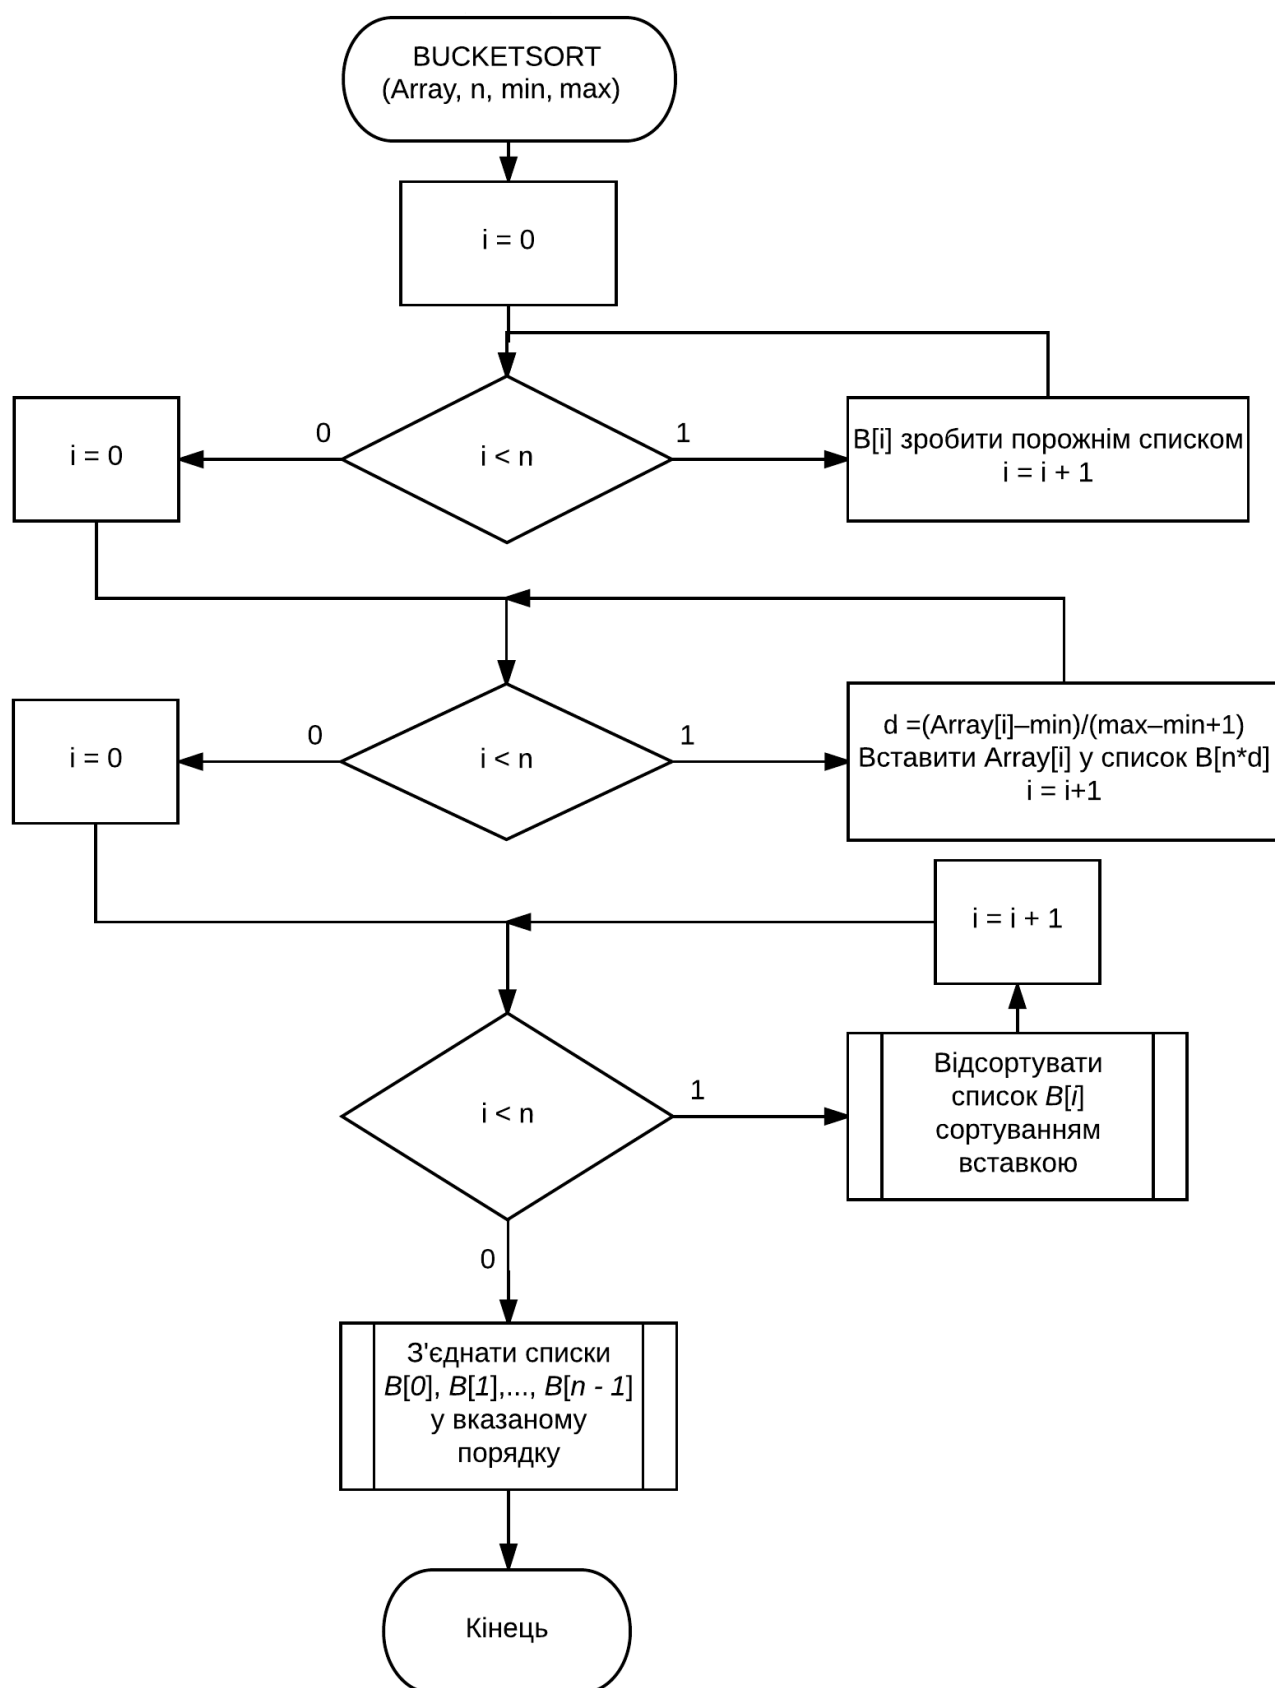 BUCKETSORT
(Array, n, min, max)
i = 0
i = 0
0
i < n
1
B[i] зробити порожнім списком
i = i + 1
i = 0
0
i < n
1
d =(Array[i]–min)/(max–min+1)
Вставити Array[i] у список B[n*d]
i = i+1
i = i + 1
i < n
1
Відсортувати
список B[i]
сортуванням
вставкою
0
З'єднати списки
B[0], B[1],..., B[n - 1]
у вказаному
порядку
Кінець